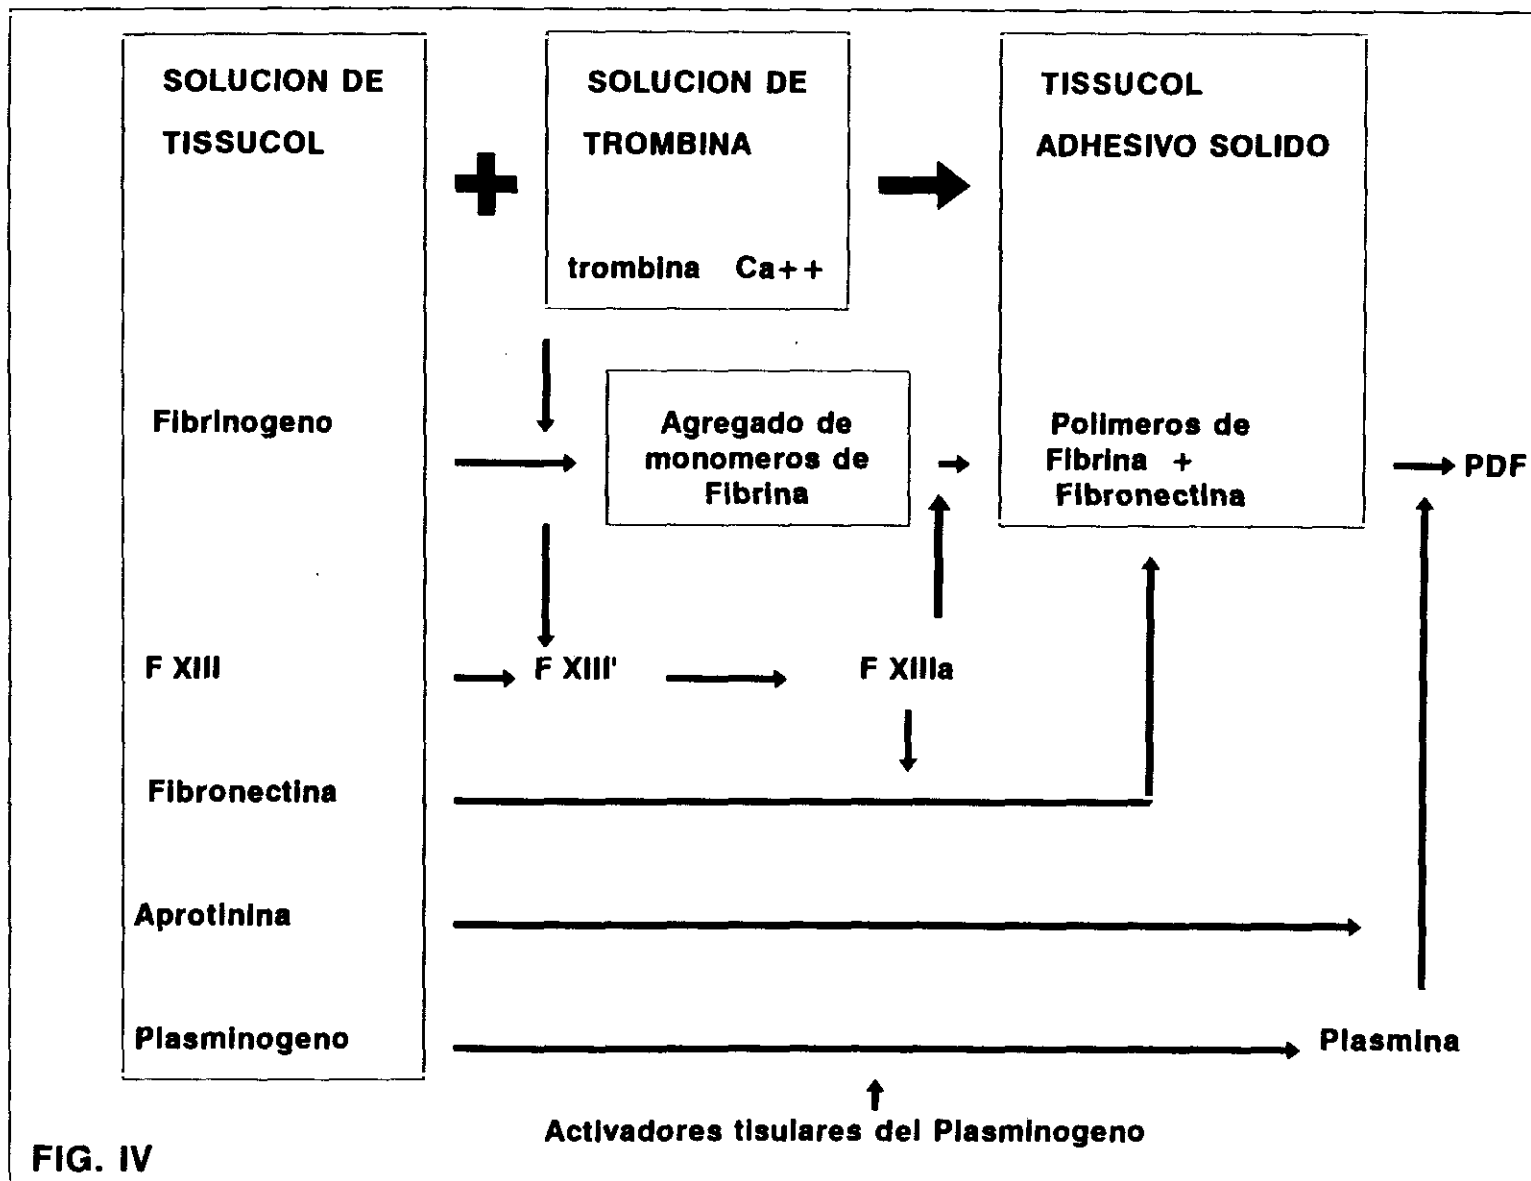 SOLUCION DE
TISSUCOL
SOLUCION DE
TROMBINA
trombina Ca++
TISSUCOL
ADHESIVO SOLIDO
Fibrinogeno
Agregado de
monomeros de
Fibrina
Polimeros de
Fibrina +
Fibronectina
PDF
F XIII
F XIII'
F XIIIa
Fibronectina
Aprotinina
Plasminogeno
Plasmina
Activadores tisulares del Plasminogeno
FIG. IV